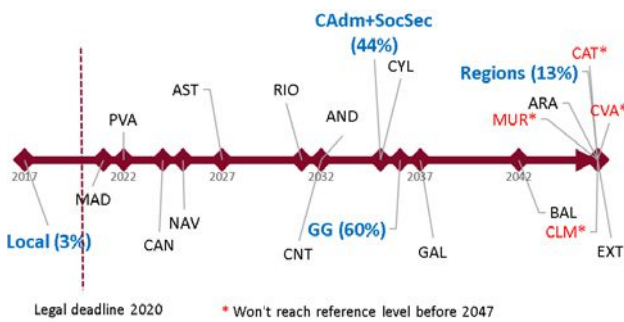 CAdm+SocSec
(44%)
CAT*
CYL
Regions (13%)
AST
RIO
ARA
CVA*
PVA
AND
MUR*
2017
2022
2027
2032
2037
2042
MAD
NAV
BAL
Local (3%)
CAN
GG (60%)
CLM*
CNT
GAL
EXT
Legal deadline 2020
* Won't reach reference level before 2047